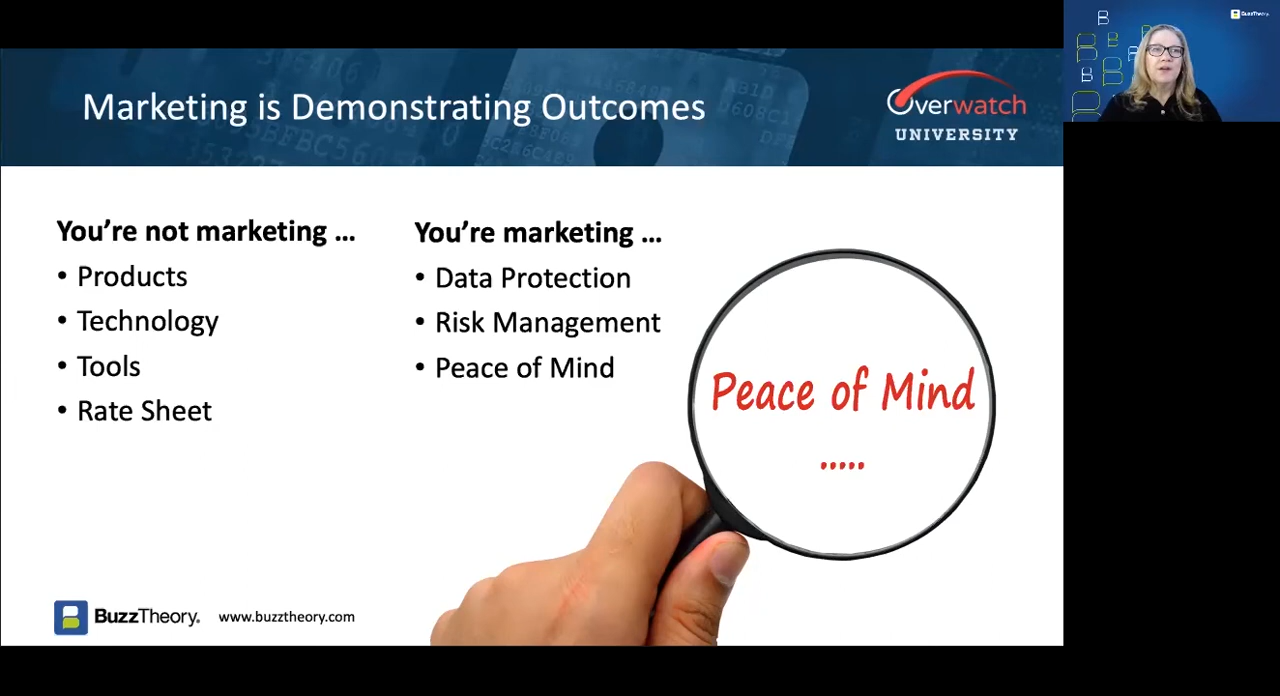 Marketing is Demonstrating Outcomes
Overwatch
UNIVERSITY
You're not marketing ...
• Products
• Technology
• Tools
• Rate Sheet
You're marketing ...
• Data Protection
• Risk Management
• Peace of Mind
Peace of Mind
.....
BuzzTheory.
www.buzztheory.com
BuzzTheory.